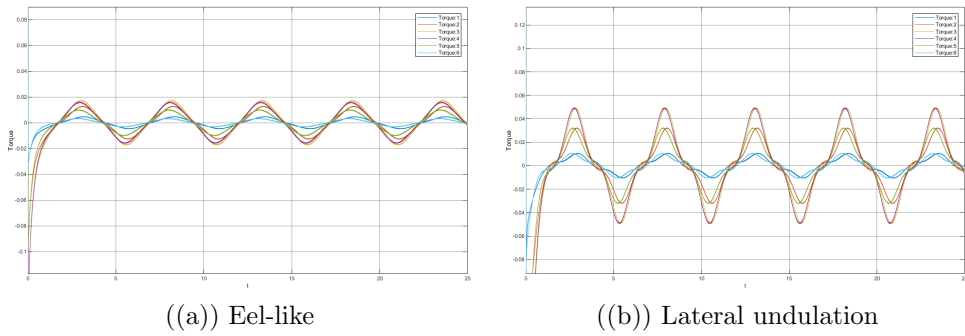 Torque:1
Torque:2
Torque:3
Torque:4
Torque:5
Torque:6
0.08
0.06
0.04
0.02
0
-0.02
-0.04
-0.06
-0.08
-0.1
Torque
0 5 10 15 20 25
t
((a)) Eel-like
Torque:1
Torque:2
Torque:3
Torque:4
Torque:5
Torque:6
0.12
0.1
0.08
0.06
0.04
0.02
0
-0.02
-0.04
-0.06
-0.08
Torque
0 5 10 15 20 25
t
((b)) Lateral undulation